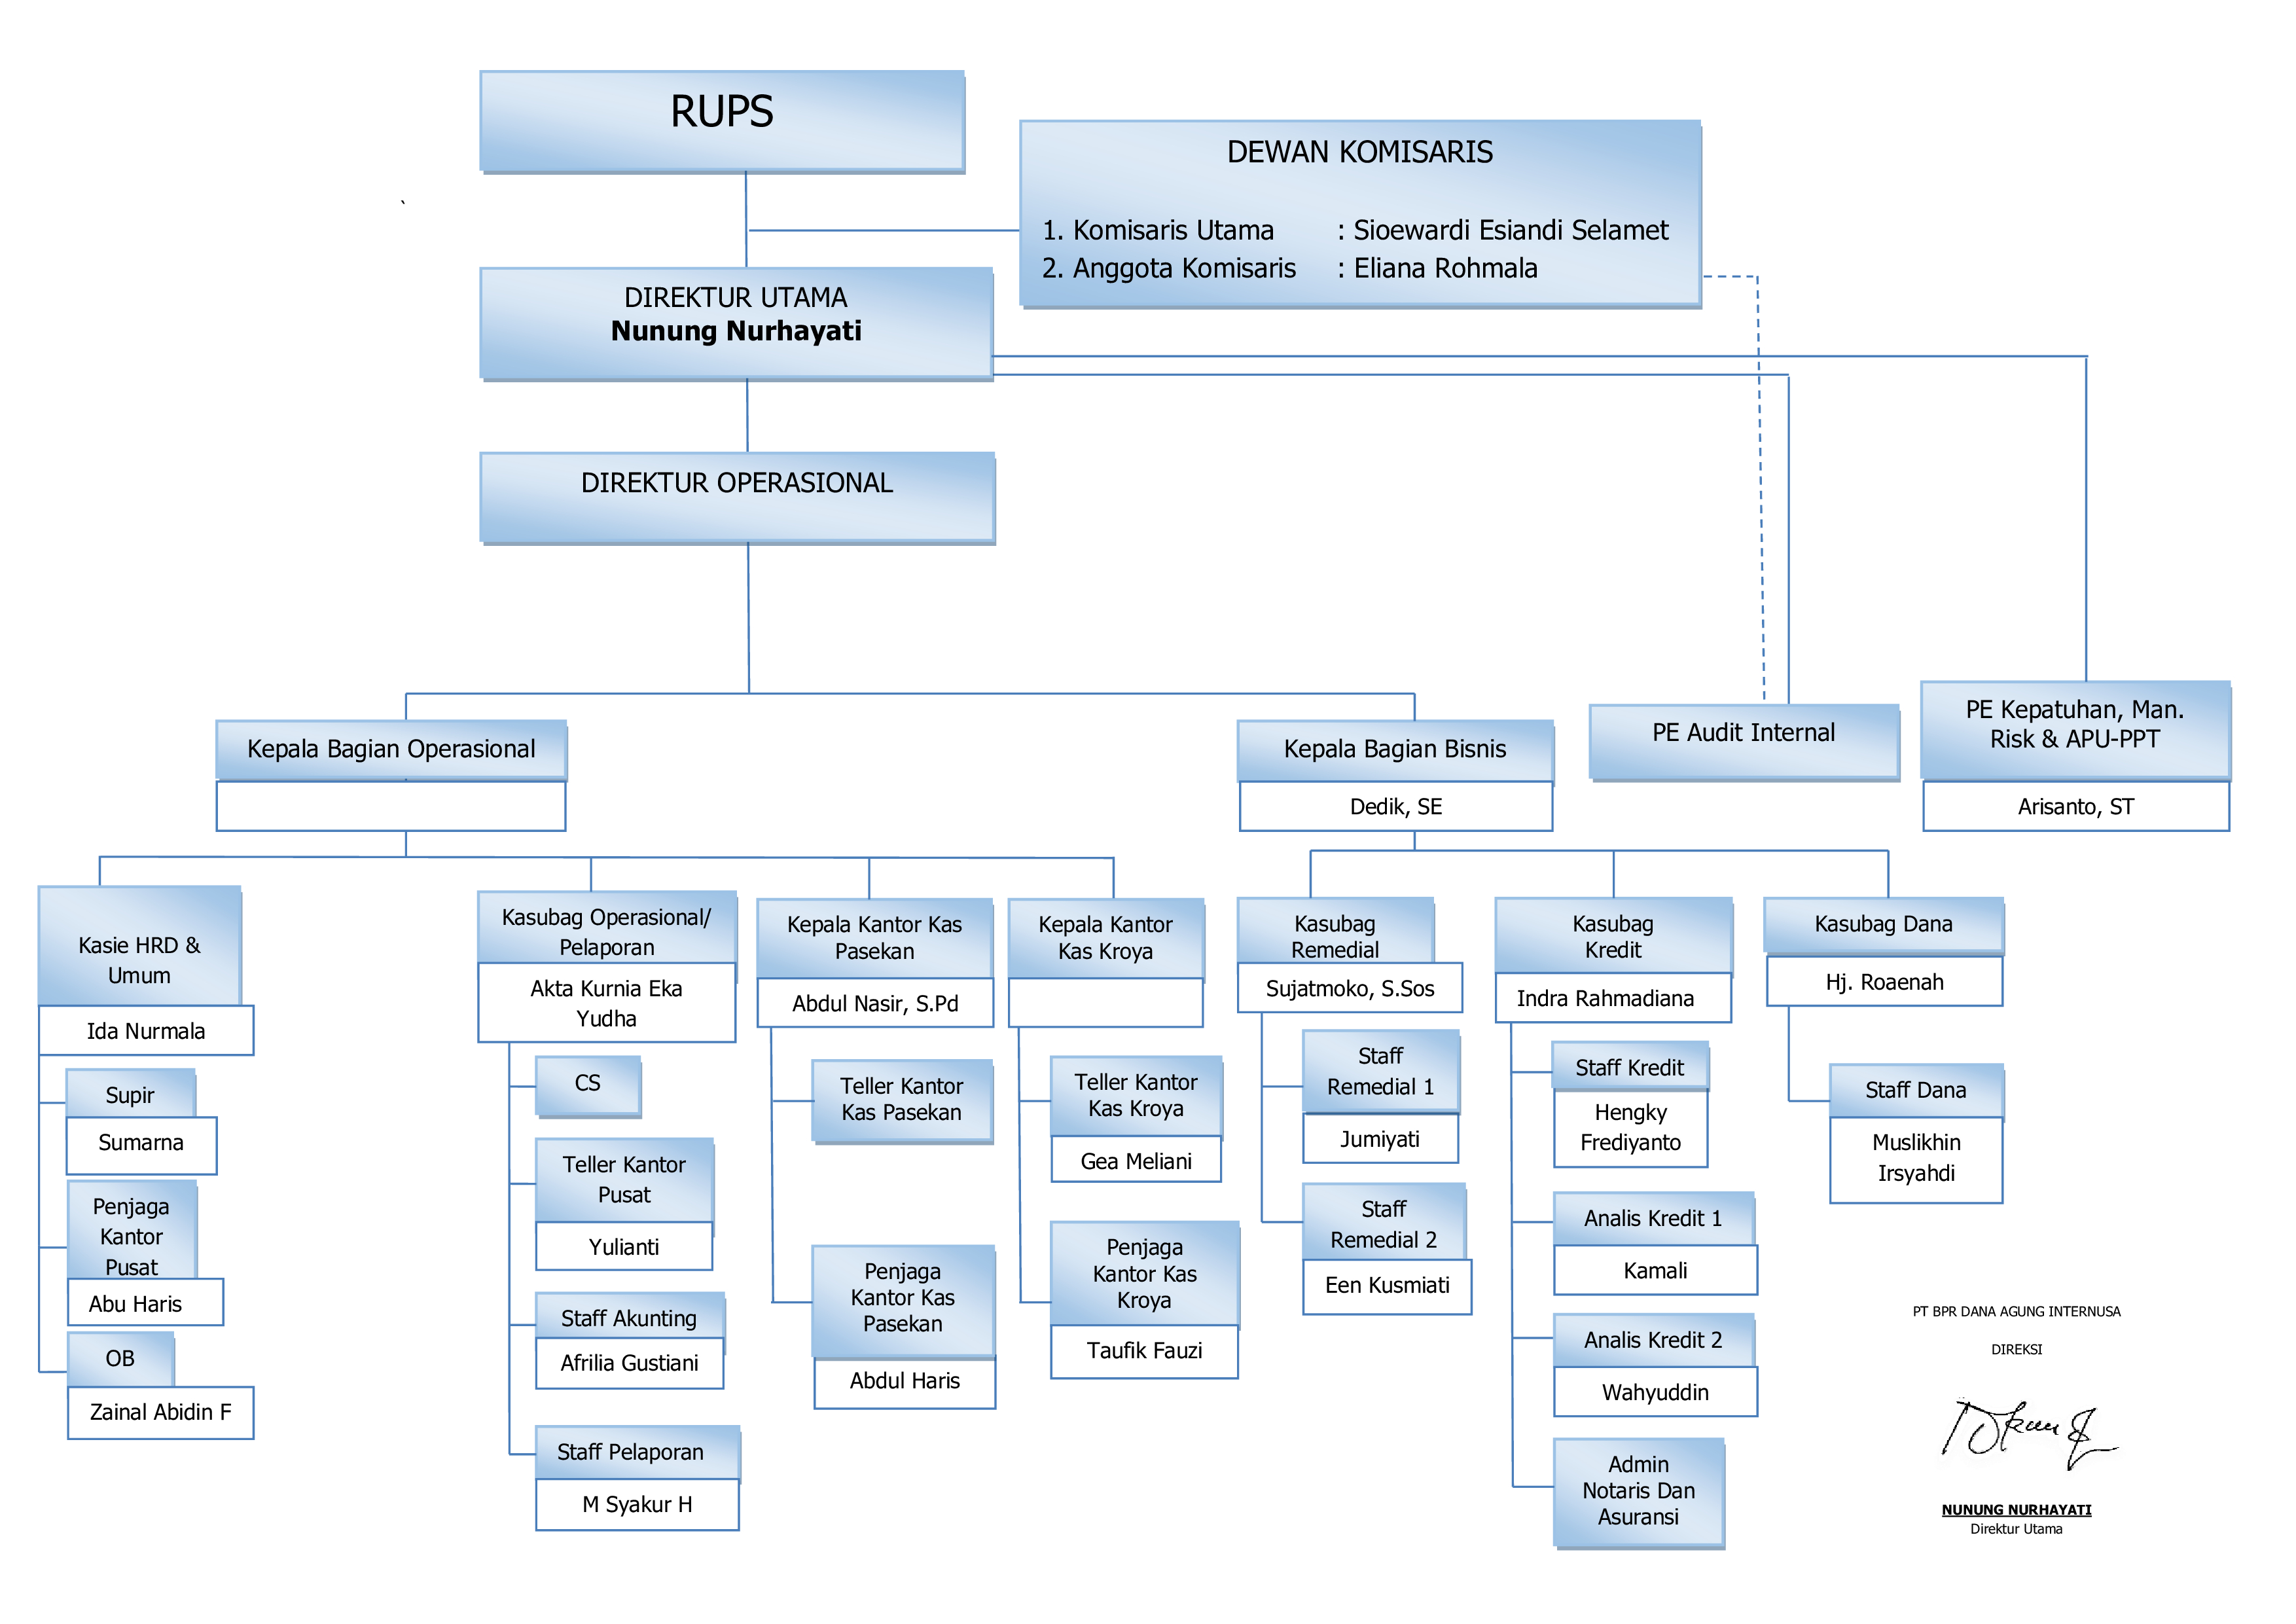 RUPS
DEWAN KOMISARIS
1. Komisaris Utama : Sioewardi Esiandi Selamet
2. Anggota Komisaris : Eliana Rohmala
`
DIREKTUR UTAMA
Nunung Nurhayati
DIREKTUR OPERASIONAL
Kepala Bagian Operasional
Kepala Bagian Bisnis
Dedik, SE
PE Audit Internal
PE Kepatuhan, Man.
Risk & APU-PPT
Arisanto, ST
Kasie HRD &
Umum
Ida Nurmala
Supir
Sumarna
Penjaga
Kantor
Pusat
Abu Haris
OB
Zainal Abidin F
Kasubag Operasional/
Pelaporan
Akta Kurnia Eka
Yudha
CS
Teller Kantor
Pusat
Yulianti
Staff Akunting
Afrilia Gustiani
Staff Pelaporan
M Syakur H
Kepala Kantor Kas
Pasekan
Abdul Nasir, S.Pd
Teller Kantor
Kas Pasekan
Penjaga
Kantor Kas
Pasekan
Abdul Haris
Kepala Kantor
Kas Kroya
Teller Kantor
Kas Kroya
Gea Meliani
Penjaga
Kantor Kas
Kroya
Taufik Fauzi
Kasubag
Remedial
Sujatmoko, S.Sos
Staff
Remedial 1
Jumiyati
Staff
Remedial 2
Een Kusmiati
Kasubag
Kredit
Indra Rahmadiana
Staff Kredit
Hengky
Frediyanto
Analis Kredit 1
Kamali
Analis Kredit 2
Wahyuddin
Admin
Notaris Dan
Asuransi
Kasubag Dana
Hj. Roaenah
Staff Dana
Muslikhin
Irsyahdi
PT BPR DANA AGUNG INTERNUSA
DIREKSI
NUNUNG NURHAYATI
Direktur Utama